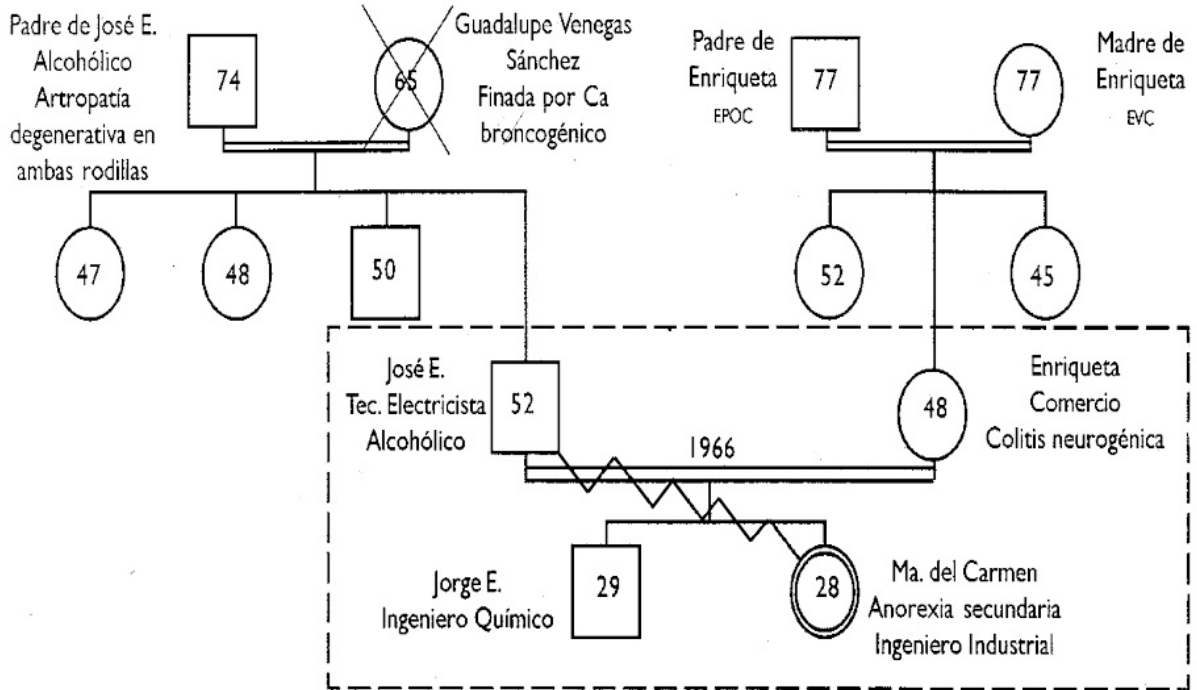 Padre de José E.
Alcohólico
Artropatía
degenerativa en
ambas rodillas
74
65
Guadalupe Venegas
Sánchez
Finada por Ca
broncogénico
Padre de
Enriqueta
EPOC
77
77
Madre de
Enriqueta
EVC
47
48
50
52
45
José E.
Tec. Electricista
Alcohólico
52
48
Enriqueta
Comercio
Colitis neurogénica
1966
Jorge E.
Ingeniero Químico
29
28
Ma. del Carmen
Anorexia secundaria
Ingeniero Industrial